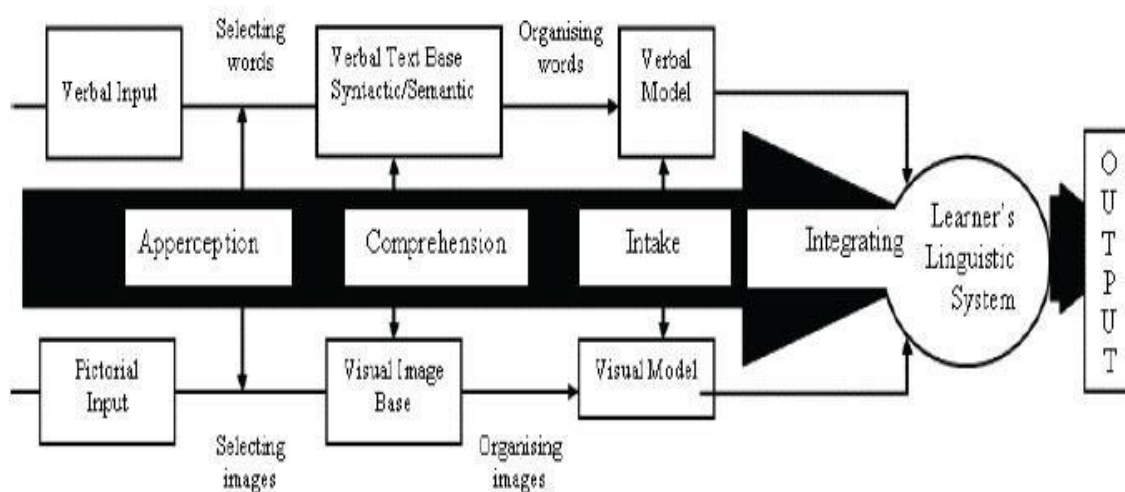 Selecting
words
Organising
words
Verbal Input
Verbal Text Base
Syntactic/Semantic
Verbal
Model
Apperception
Comprehension
Intake
Integrating
Learner's
Linguistic
System
OUTPUT
Pictorial
Input
Visual Image
Base
Visual Model
Selecting
images
Organising
images